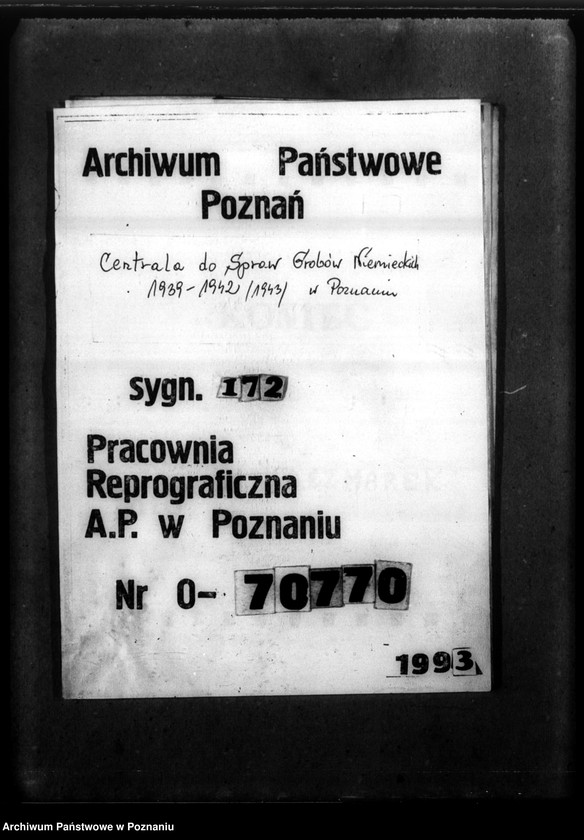 Archiwum Państwowe
Poznań
Centrala do Spraw Grobów Niemieckich
1939-1942/1943/ w Poznaniu
sygn. 172
Pracownia
Reprograficzna
A.P. w Poznaniu
Nr 0-70770
1993
Archiwum Państwowe w Poznaniu